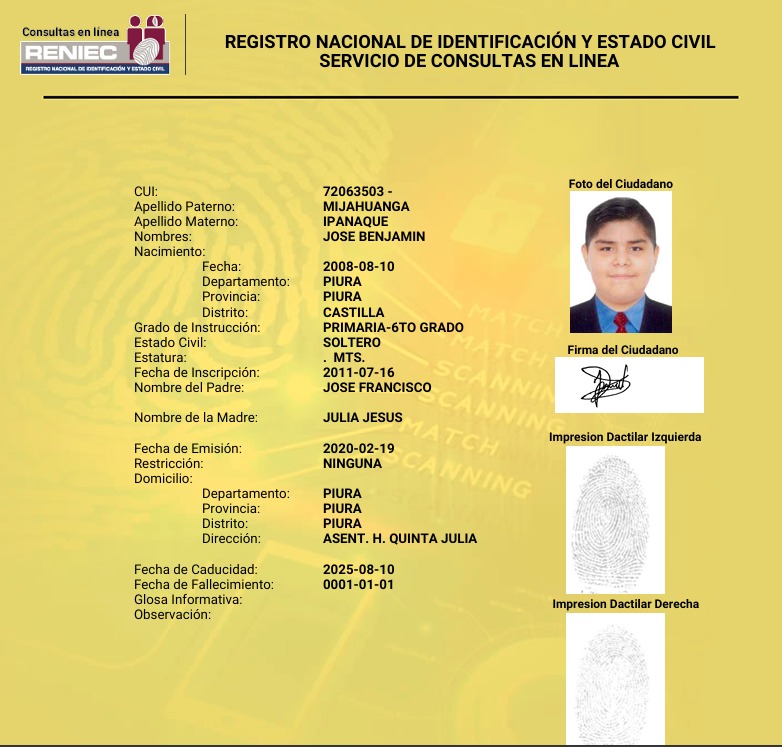 Consultas en línea
RENIEC
REGISTRO NACIONAL DE IDENTIFICACIÓN Y ESTADO CIVIL
REGISTRO NACIONAL DE IDENTIFICACIÓN Y ESTADO CIVIL
SERVICIO DE CONSULTAS EN LINEA
CUI: 72063503 -
Apellido Paterno: MIJAHUANGA
Apellido Materno: IPANAQUE
Nombres: JOSE BENJAMIN
Nacimiento:
Fecha: 2008-08-10
Departamento: PIURA
Provincia: PIURA
Distrito: CASTILLA
Grado de Instrucción: PRIMARIA-6TO GRADO
Estado Civil: SOLTERO
Estatura: . MTS.
Fecha de Inscripción: 2011-07-16
Nombre del Padre: JOSE FRANCISCO
Nombre de la Madre: JULIA JESUS
Fecha de Emisión: 2020-02-19
Restricción: NINGUNA
Domicilio:
Departamento: PIURA
Provincia: PIURA
Distrito: PIURA
Dirección: ASENT. H. QUINTA JULIA
Fecha de Caducidad: 2025-08-10
Fecha de Fallecimiento: 0001-01-01
Glosa Informativa:
Observación:
Foto del Ciudadano
Firma del Ciudadano
Impresion Dactilar Izquierda
Impresion Dactilar Derecha
MATCH
MATCH
SCANNING
SCANNING
MATCH
SCANNING